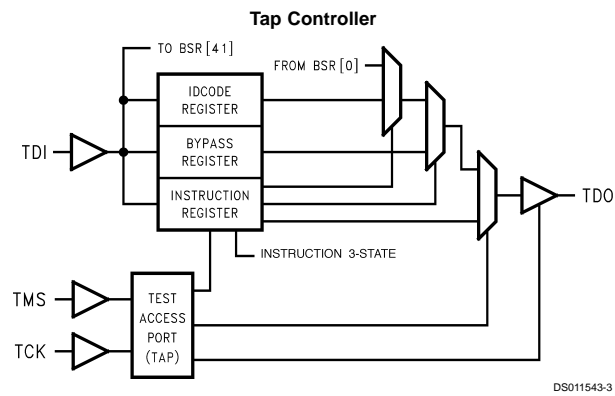 Tap Controller
TO BSR [41]
FROM BSR [0]
IDCODE
REGISTER
BYPASS
REGISTER
TDI
INSTRUCTION
REGISTER
TDO
INSTRUCTION 3-STATE
TMS
TCK
TEST
ACCESS
PORT
(TAP)
DS011543-3